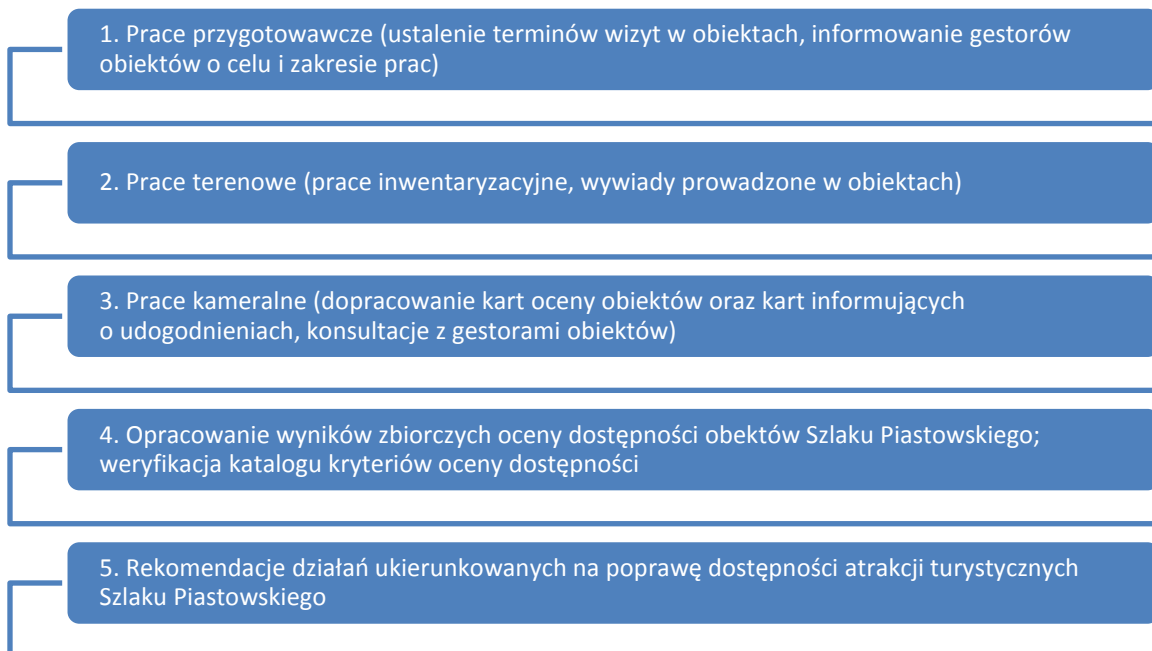 1. Prace przygotowawcze (ustalenie terminów wizyt w obiektach, informowanie gestorów
obiektów o celu i zakresie prac)
2. Prace terenowe (prace inwentaryzacyjne, wywiady prowadzone w obiektach)
3. Prace kameralne (dopracowanie kart oceny obiektów oraz kart informujących
o udogodnieniach, konsultacje z gestorami obiektów)
4. Opracowanie wyników zbiorczych oceny dostępności obektów Szlaku Piastowskiego;
weryfikacja katalogu kryteriów oceny dostępności
5. Rekomendacje działań ukierunkowanych na poprawę dostępności atrakcji turystycznych
Szlaku Piastowskiego